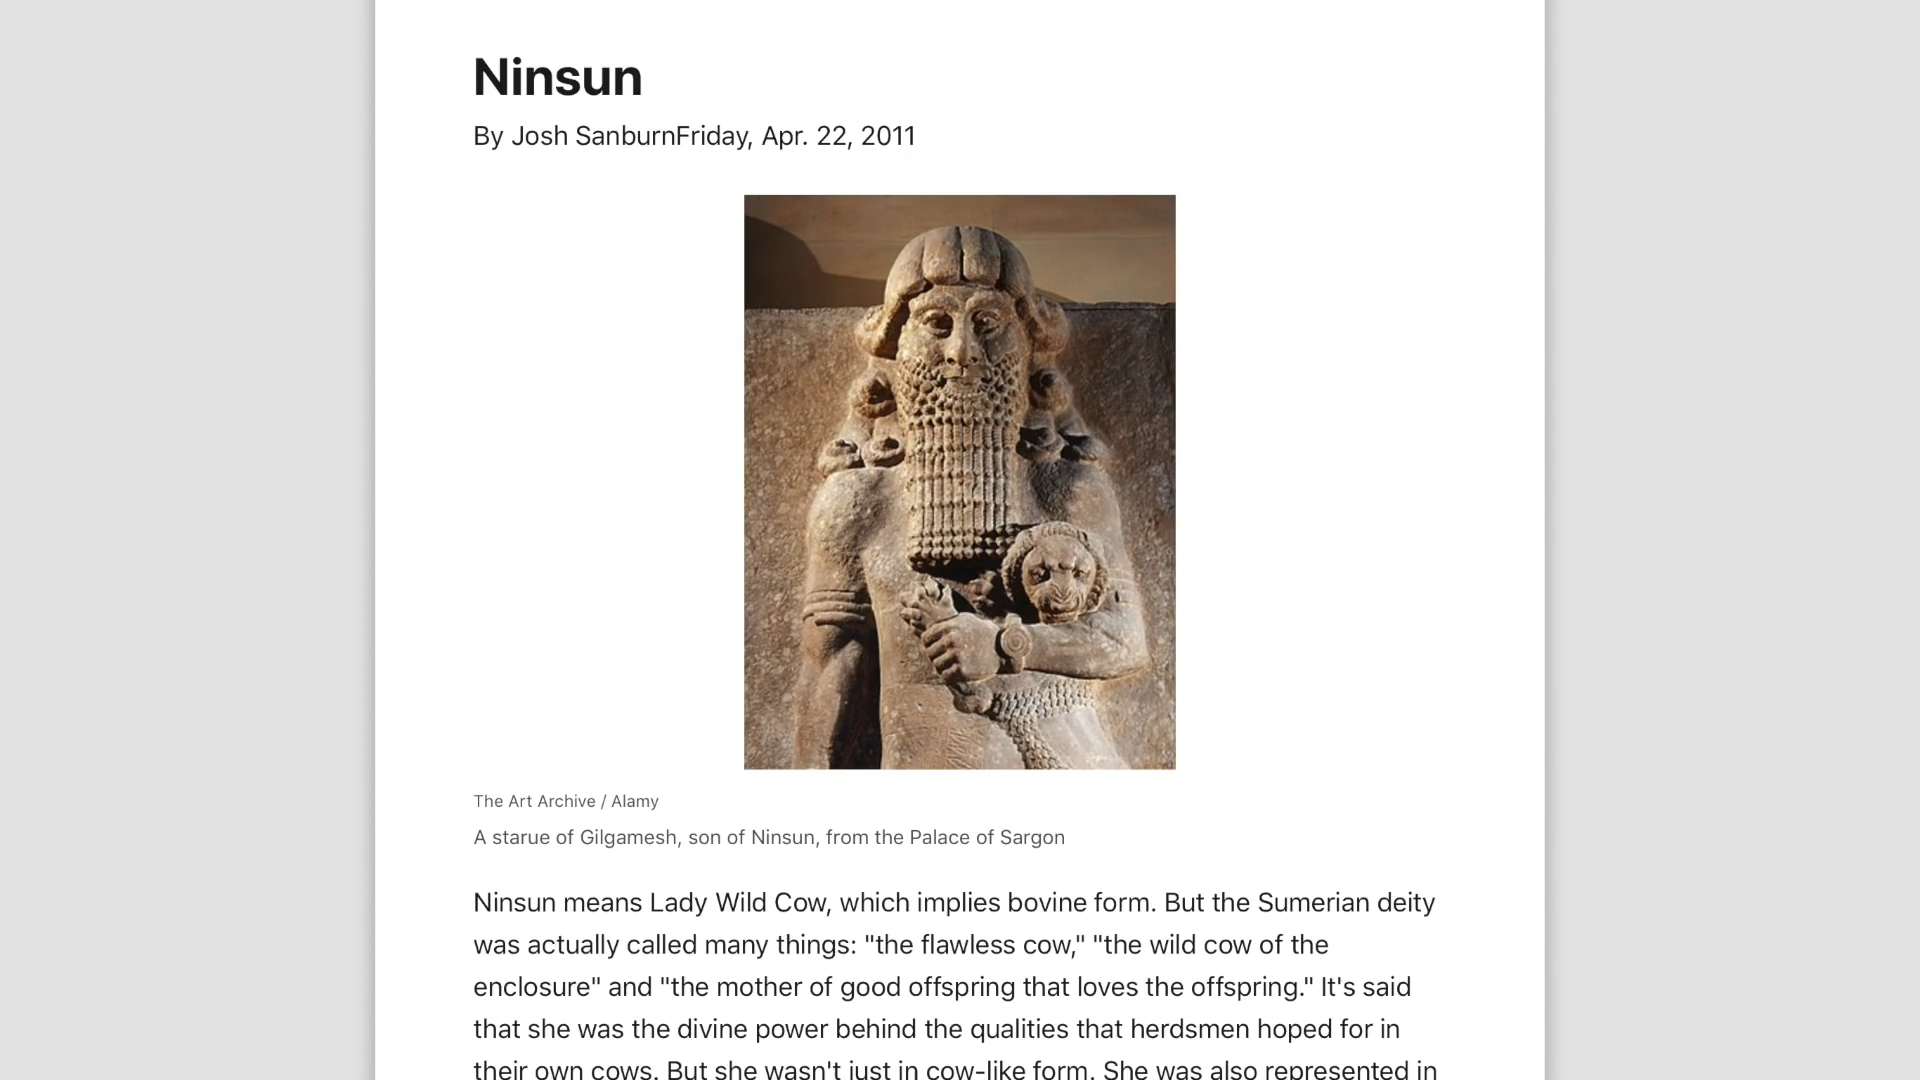 Ninsun
By Josh SanburnFriday, Apr. 22, 2011
The Art Archive / Alamy
A starue of Gilgamesh, son of Ninsun, from the Palace of Sargon
Ninsun means Lady Wild Cow, which implies bovine form. But the Sumerian deity
was actually called many things: "the flawless cow," "the wild cow of the
enclosure" and "the mother of good offspring that loves the offspring." It's said
that she was the divine power behind the qualities that herdsmen hoped for in
their own cows. But she wasn't just in cow-like form. She was also represented in